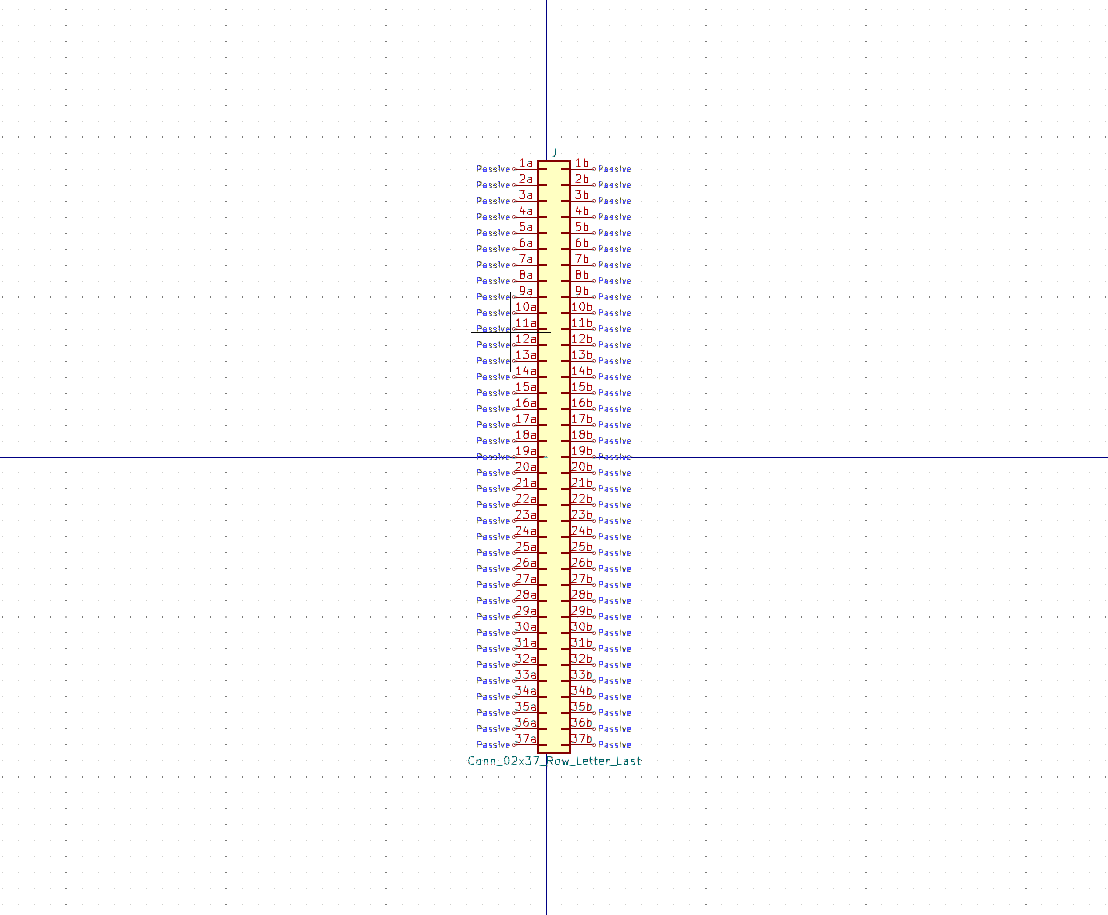 J
Passive 1a 1b Passive
Passive 2a 2b Passive
Passive 3a 3b Passive
Passive 4a 4b Passive
Passive 5a 5b Passive
Passive 6a 6b Passive
Passive 7a 7b Passive
Passive 8a 8b Passive
Passive 9a 9b Passive
Passive 10a 10b Passive
Passive 11a 11b Passive
Passive 12a 12b Passive
Passive 13a 13b Passive
Passive 14a 14b Passive
Passive 15a 15b Passive
Passive 16a 16b Passive
Passive 17a 17b Passive
Passive 18a 18b Passive
Passive 19a 19b Passive
Passive 20a 20b Passive
Passive 21a 21b Passive
Passive 22a 22b Passive
Passive 23a 23b Passive
Passive 24a 24b Passive
Passive 25a 25b Passive
Passive 26a 26b Passive
Passive 27a 27b Passive
Passive 28a 28b Passive
Passive 29a 29b Passive
Passive 30a 30b Passive
Passive 31a 31b Passive
Passive 32a 32b Passive
Passive 33a 33b Passive
Passive 34a 34b Passive
Passive 35a 35b Passive
Passive 36a 36b Passive
Passive 37a 37b Passive
Conn_02x37_Row_Letter_Last